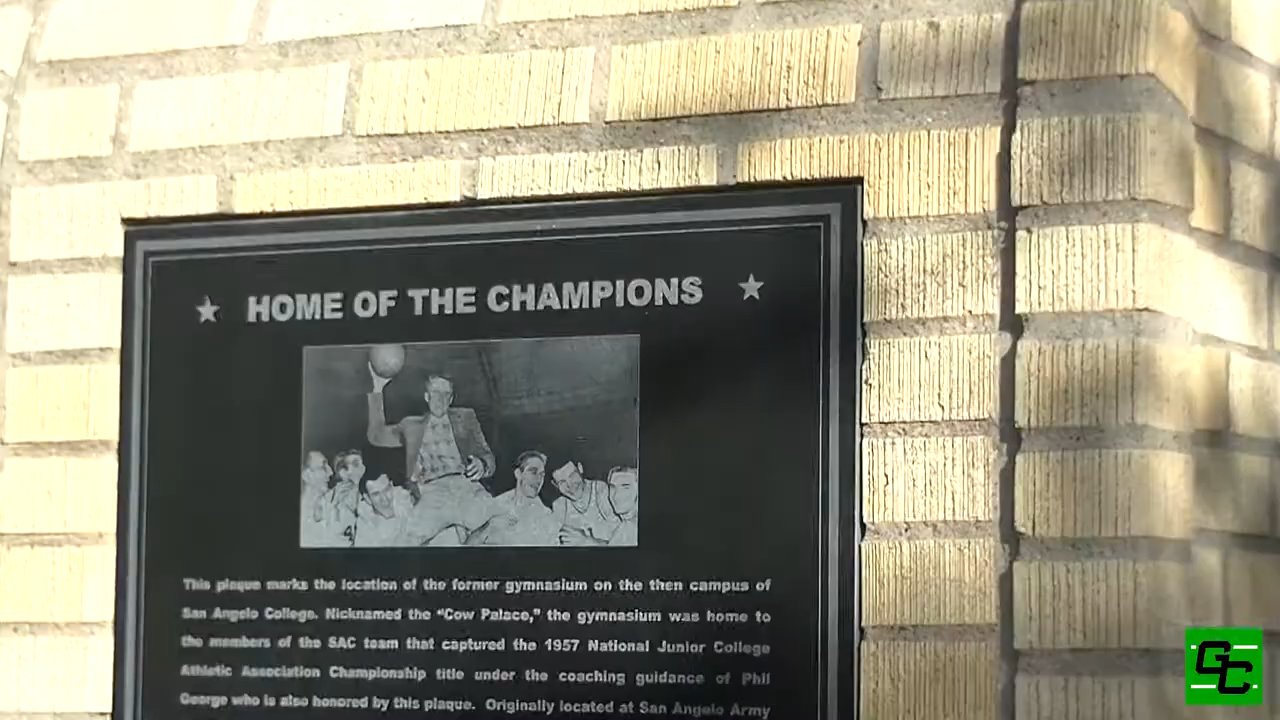 HOME OF THE CHAMPIONS
4
This plaque marks the location of the former gymnasium on the then campus of
San Angelo College. Nicknamed the “Cow Palace,” the gymnasium was home to
the members of the SAC team that captured the 1957 National Junior College
Athletic Association Championship title under the coaching guidance of Phil
George who is also honored by this plaque. Originally located at San Angelo Army
GC